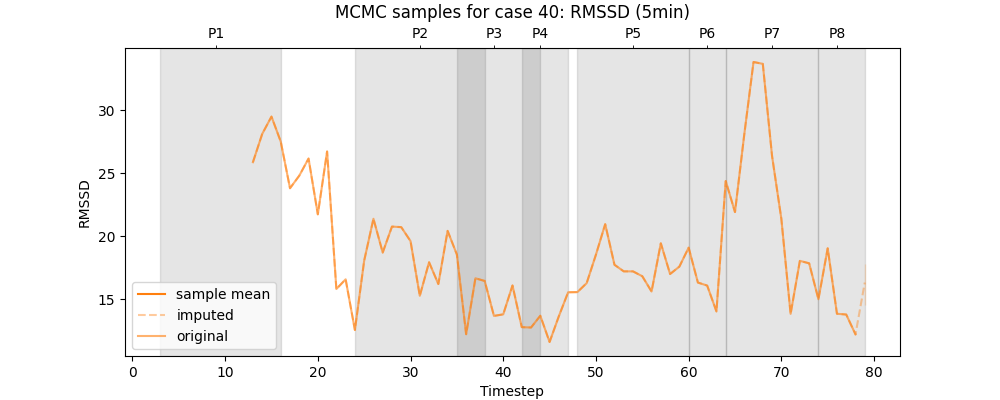 MCMC samples for case 40: RMSSD (5min)
P1 P2 P3 P4 P5 P6 P7 P8
30
25
20
15
RMSSD
sample mean
imputed
original
0 10 20 30 40 50 60 70 80
Timestep